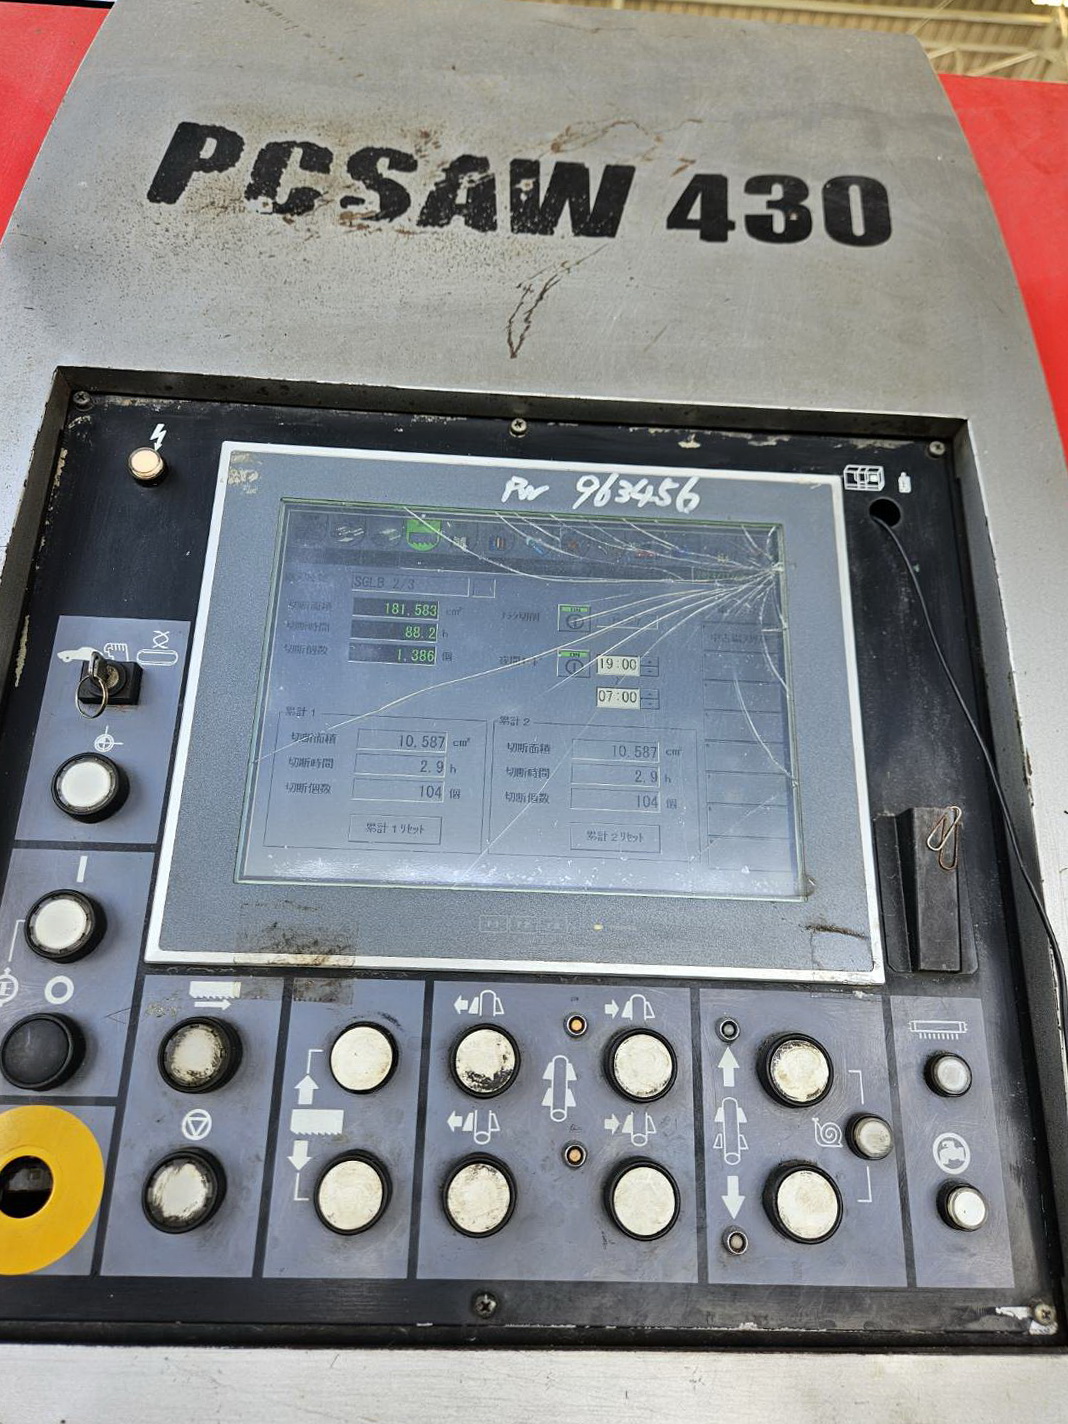 PCSAW 430
PW 963456
SGLB 2/3
切断面積 181,583 cm²
切断時間 88.2 h
切断個数 1,386 個
19:00
07:00
累計1
切断面積 10,587 cm²
切断時間 2.9 h
切断個数 104 個
累計1リセット
累計2
切断面積 10,587 cm²
切断時間 2.9 h
切断個数 104 個
累計2リセット